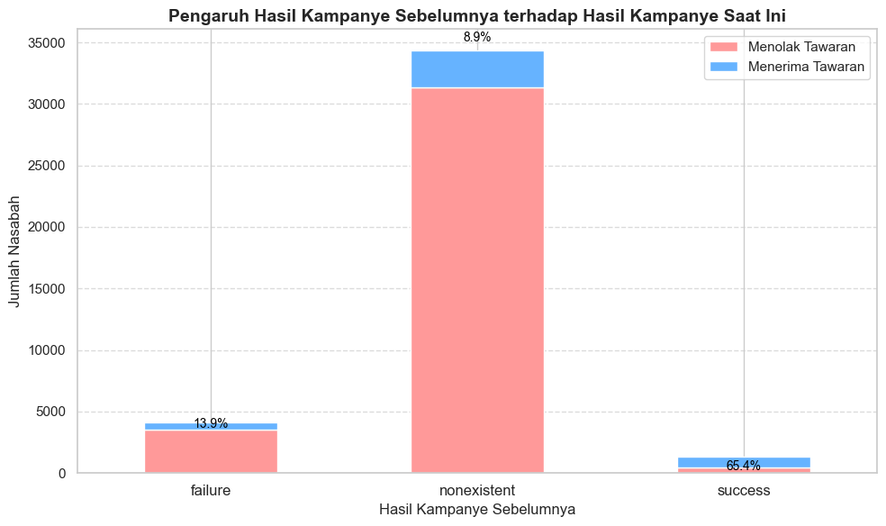 Pengaruh Hasil Kampanye Sebelumnya terhadap Hasil Kampanye Saat Ini
Menolak Tawaran
Menerima Tawaran
Jumlah Nasabah
35000
30000
25000
20000
15000
10000
5000
0
13.9%
8.9%
65.4%
failure
nonexistent
success
Hasil Kampanye Sebelumnya